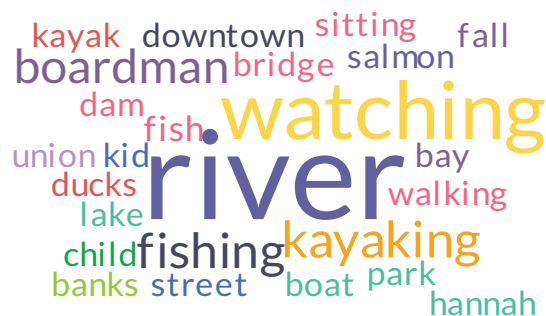 kayak downtown sitting fall
boardman bridge salmon
dam fish watching
union kid river bay
ducks walking
lake
child fishing kayaking
banks street boat park
hannah